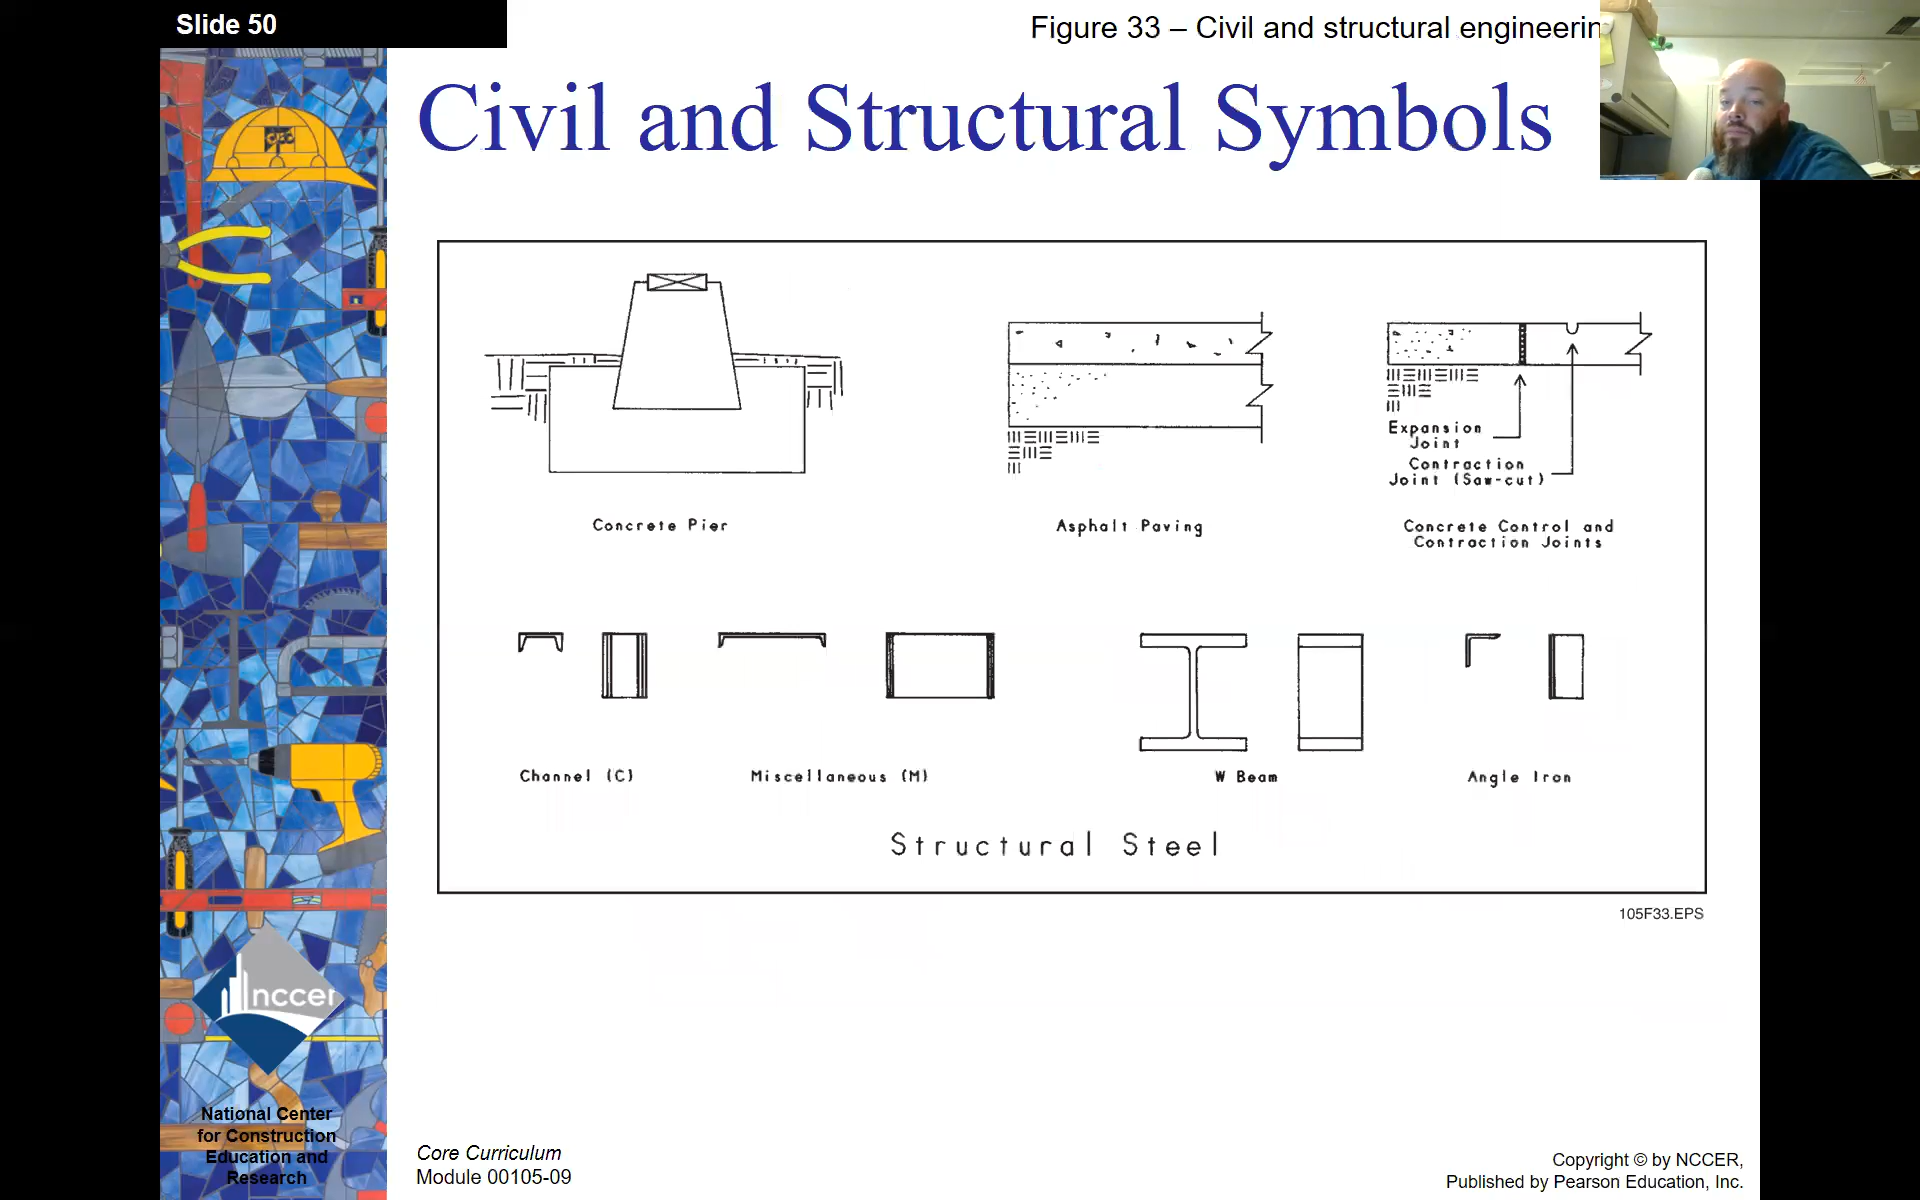 Slide 50
Figure 33 – Civil and structural engineerin
Civil and Structural Symbols
Expansion
Joint
Contraction
Joint (Saw-cut)
Concrete Pier
Asphalt Paving
Concrete Control and
Contraction Joints
Channel (C)
Miscellaneous (M)
W Beam
Angle Iron
Structural Steel
105F33.EPS
nccer
National Center
for Construction
Education and
Research
Core Curriculum
Module 00105-09
Copyright © by NCCER,
Published by Pearson Education, Inc.